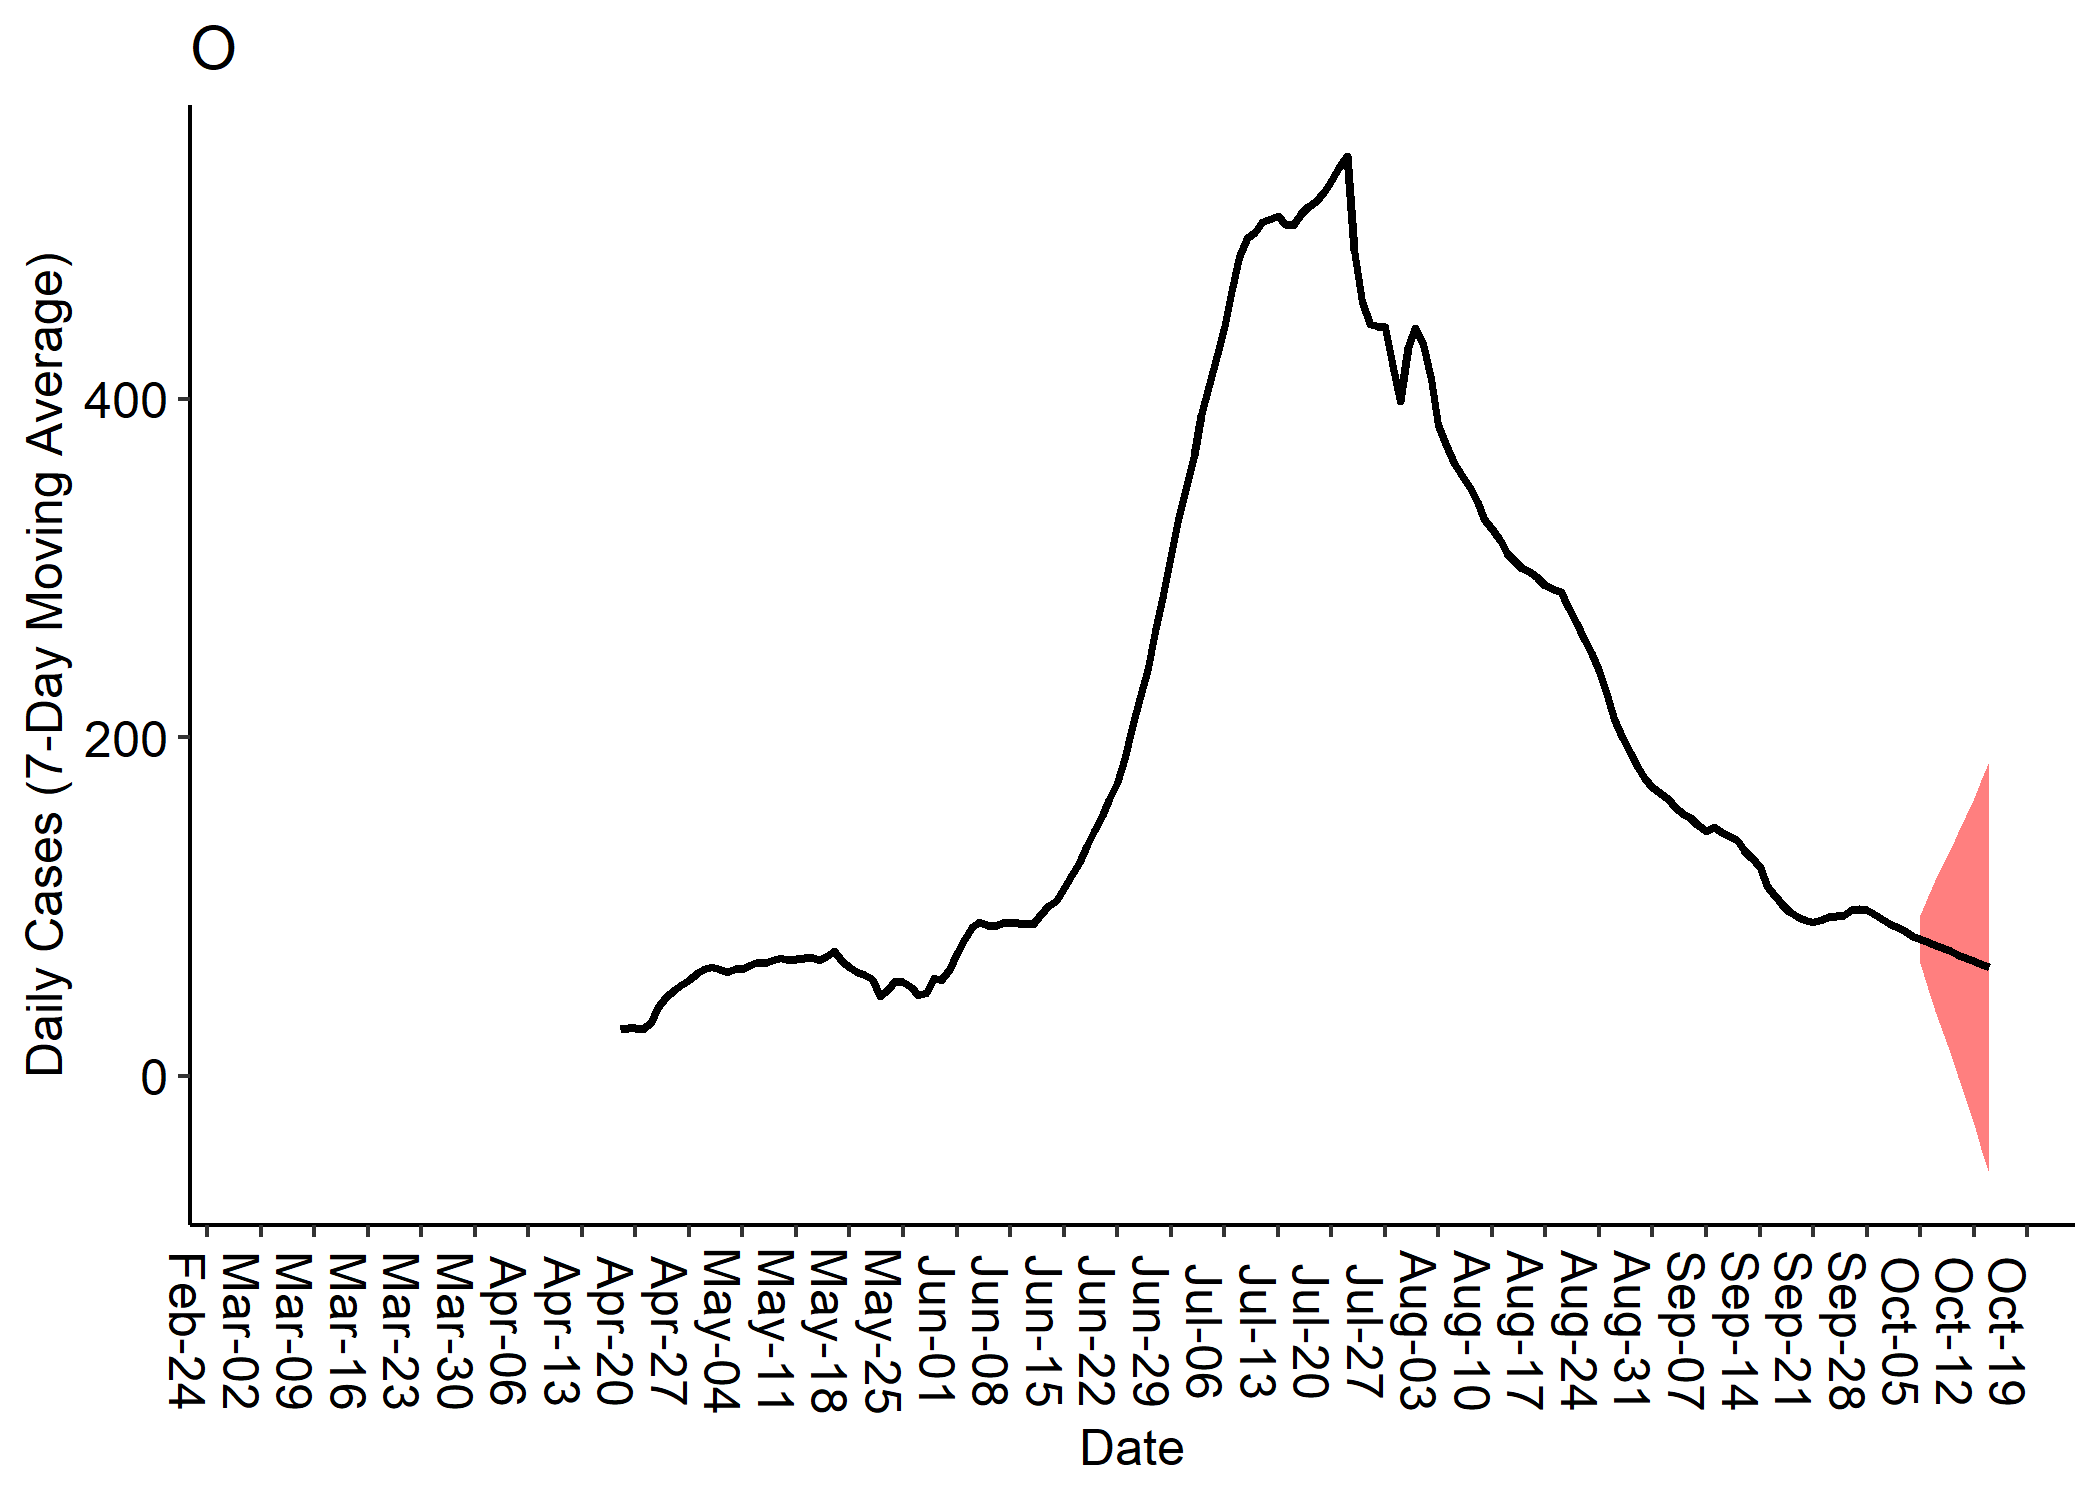 O
Daily Cases (7-Day Moving Average)
400
200
0
Feb-24
Mar-02
Mar-09
Mar-16
Mar-23
Mar-30
Apr-06
Apr-13
Apr-20
Apr-27
May-04
May-11
May-18
May-25
Jun-01
Jun-08
Jun-15
Jun-22
Jun-29
Jul-06
Jul-13
Jul-20
Jul-27
Aug-03
Aug-10
Aug-17
Aug-24
Aug-31
Sep-07
Sep-14
Sep-21
Sep-28
Oct-05
Oct-12
Oct-19
Date